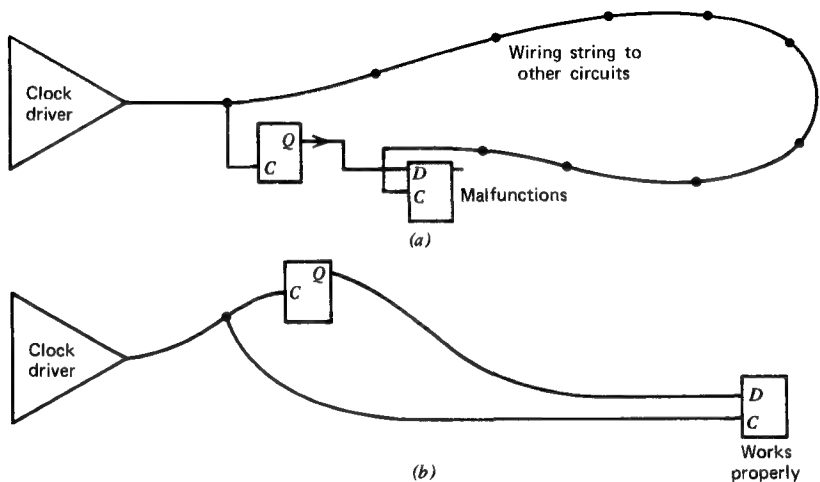 Wiring string to
other circuits
Clock
driver
Q
C
D
C
Malfunctions
(a)
Q
C
Clock
driver
D
C
Works
properly
(b)